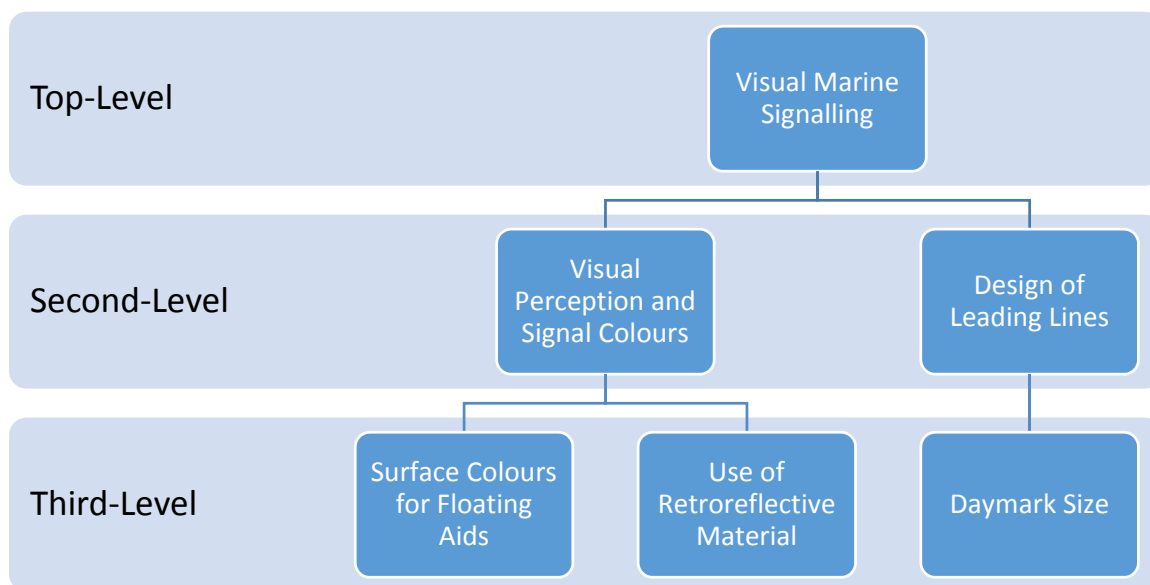 Top-Level
Visual Marine
Signalling
Second-Level
Visual
Perception and
Signal Colours
Design of
Leading Lines
Third-Level
Surface Colours
for Floating
Aids
Use of
Retroreflective
Material
Daymark Size